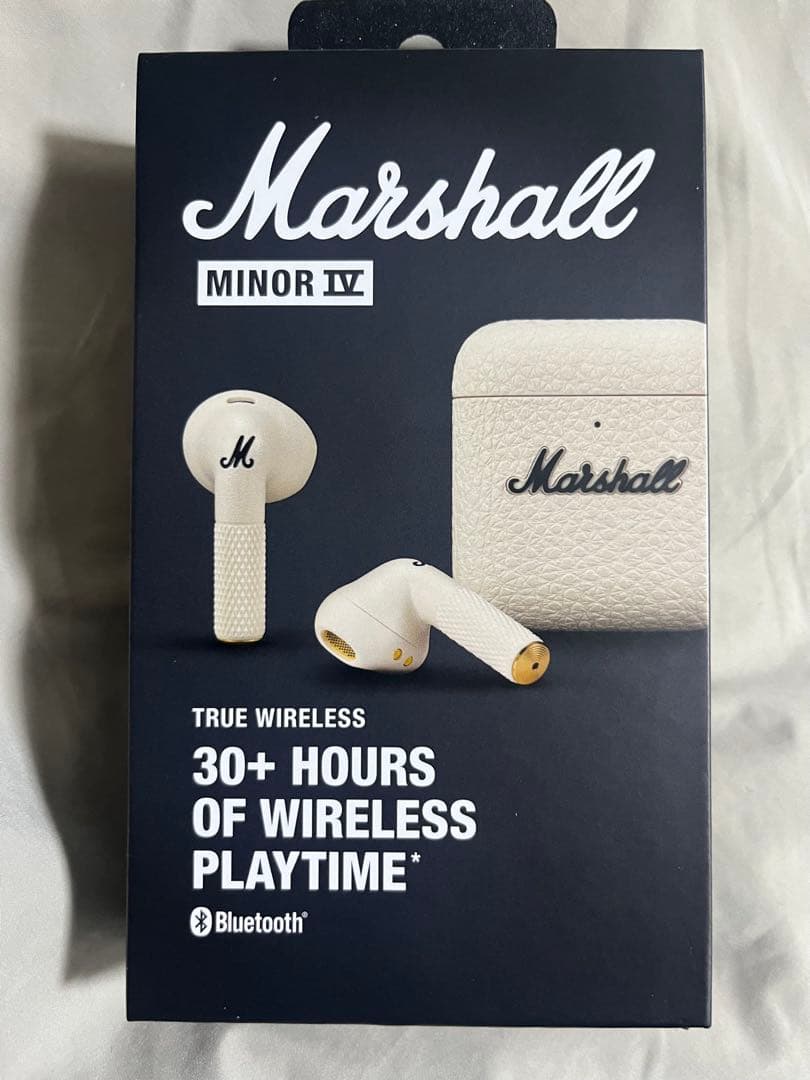 Marshall
MINOR IV
M
Marshall
TRUE WIRELESS
30+ HOURS
OF WIRELESS
PLAYTIME*
Bluetooth®